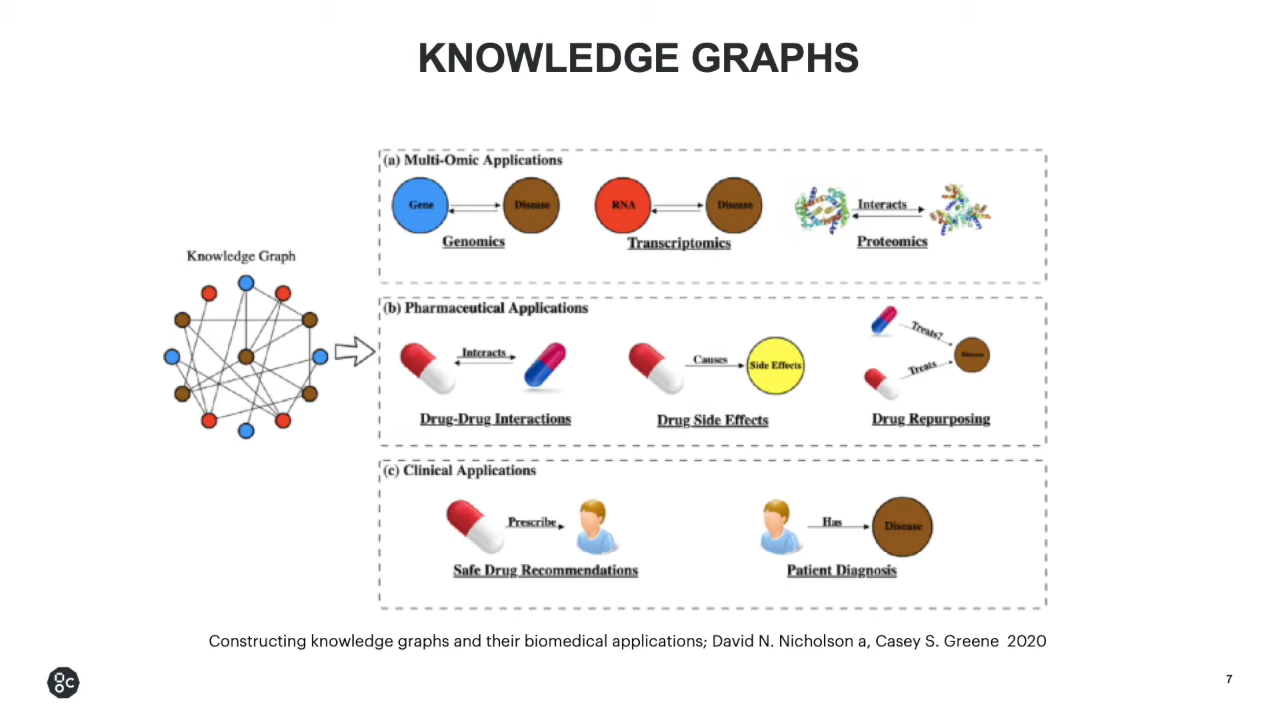 KNOWLEDGE GRAPHS
Knowledge Graph
(a) Multi-Omic Applications
Gene
Disease
Genomics
RNA
Disease
Transcriptomics
Interacts
Proteomics
(b) Pharmaceutical Applications
Interacts
Drug-Drug Interactions
Causes
Side Effects
Drug Side Effects
Treats?
Treats
Disease
Drug Repurposing
(c) Clinical Applications
Prescribe
Safe Drug Recommendations
Has
Disease
Patient Diagnosis
Constructing knowledge graphs and their biomedical applications; David N. Nicholson a, Casey S. Greene 2020
7